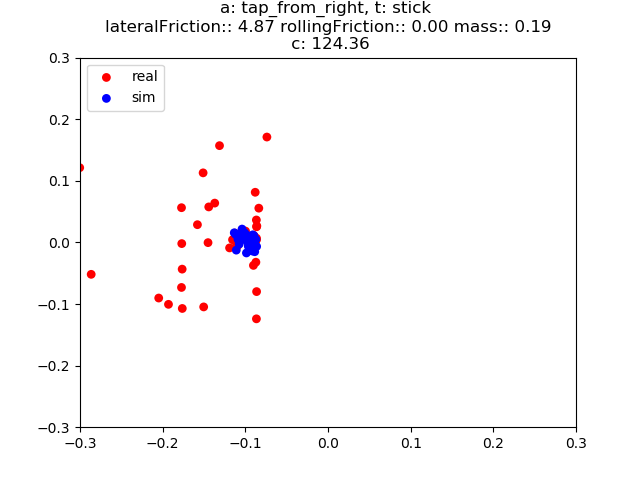 a: tap_from_right, t: stick
lateralFriction:: 4.87 rollingFriction:: 0.00 mass:: 0.19
c: 124.36
0.3
real
sim
0.2
0.1
0.0
−0.1
−0.2
−0.3
−0.3 −0.2 −0.1 0.0 0.1 0.2 0.3